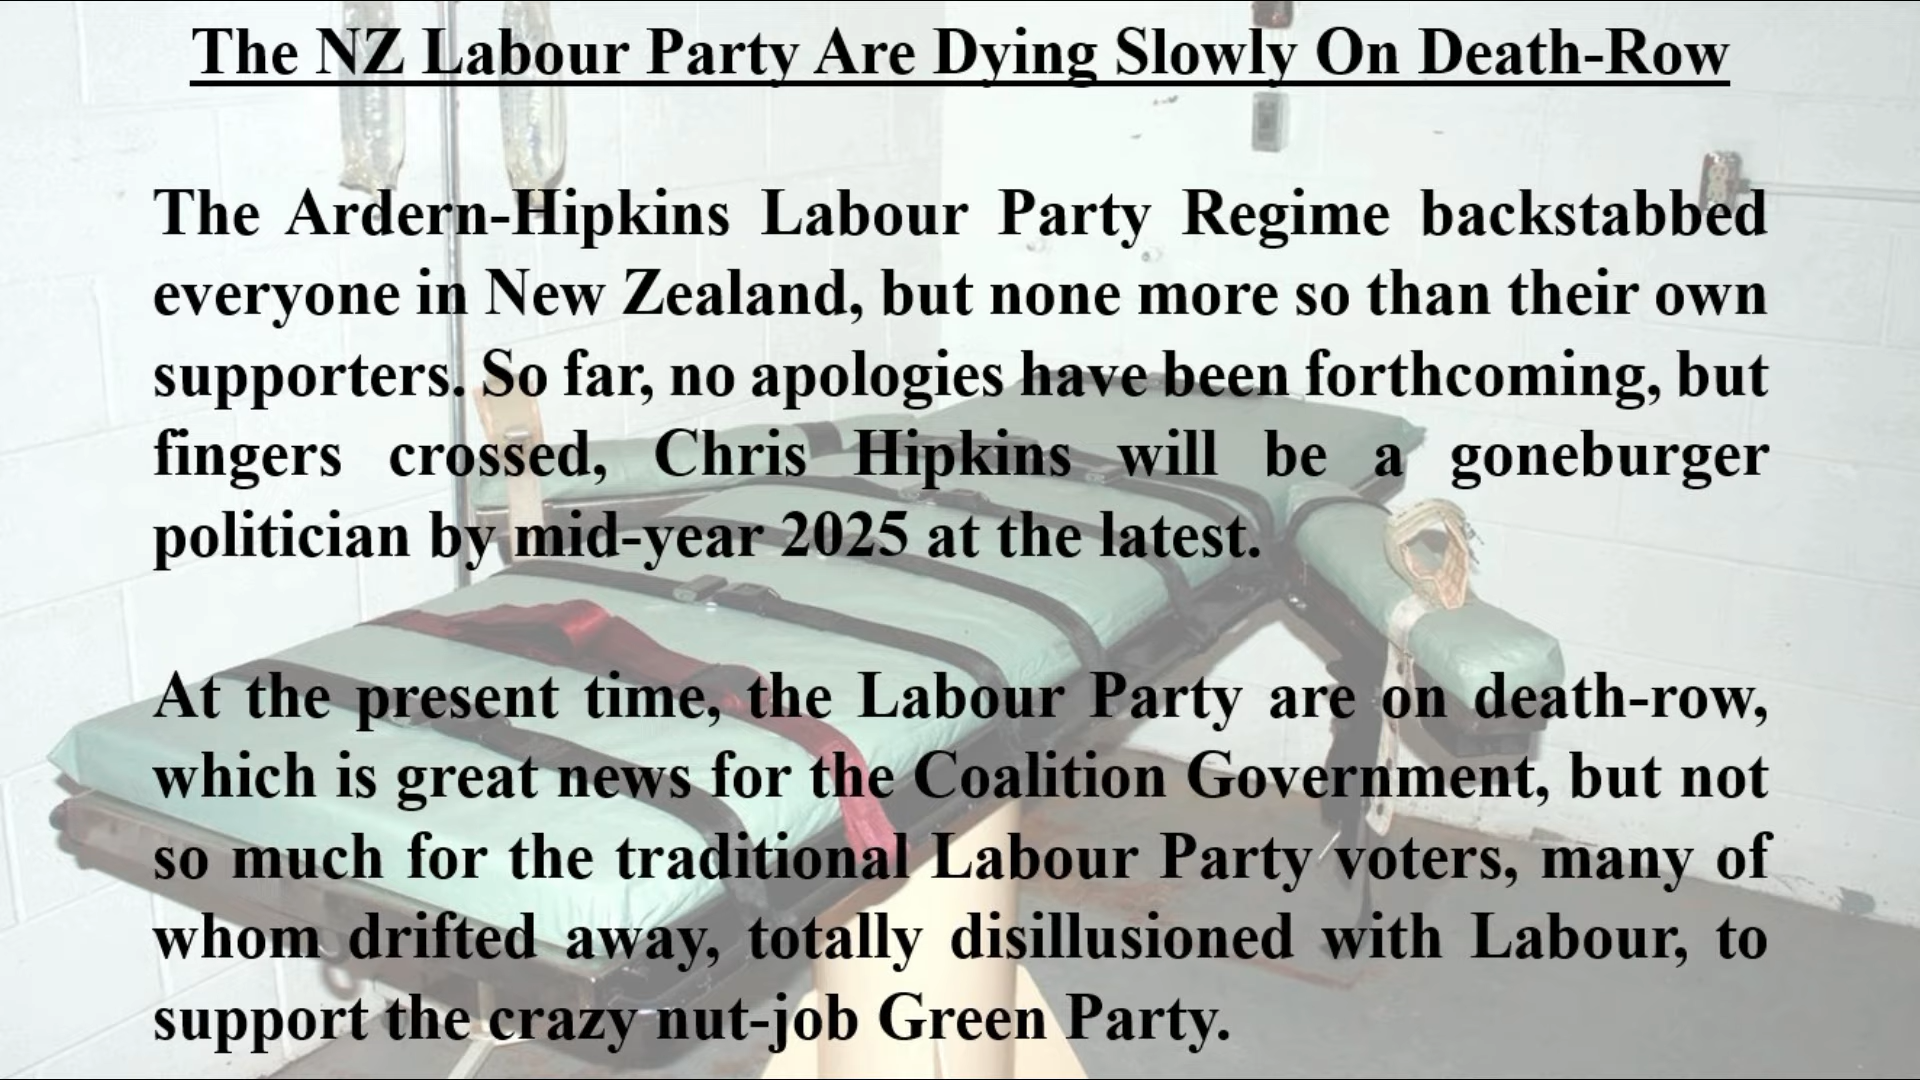 The NZ Labour Party Are Dying Slowly On Death-Row
The Ardern-Hipkins Labour Party Regime backstabbed
everyone in New Zealand, but none more so than their own
supporters. So far, no apologies have been forthcoming, but
fingers crossed, Chris Hipkins will be a goneburger
politician by mid-year 2025 at the latest.
At the present time, the Labour Party are on death-row,
which is great news for the Coalition Government, but not
so much for the traditional Labour Party voters, many of
whom drifted away, totally disillusioned with Labour, to
support the crazy nut-job Green Party.